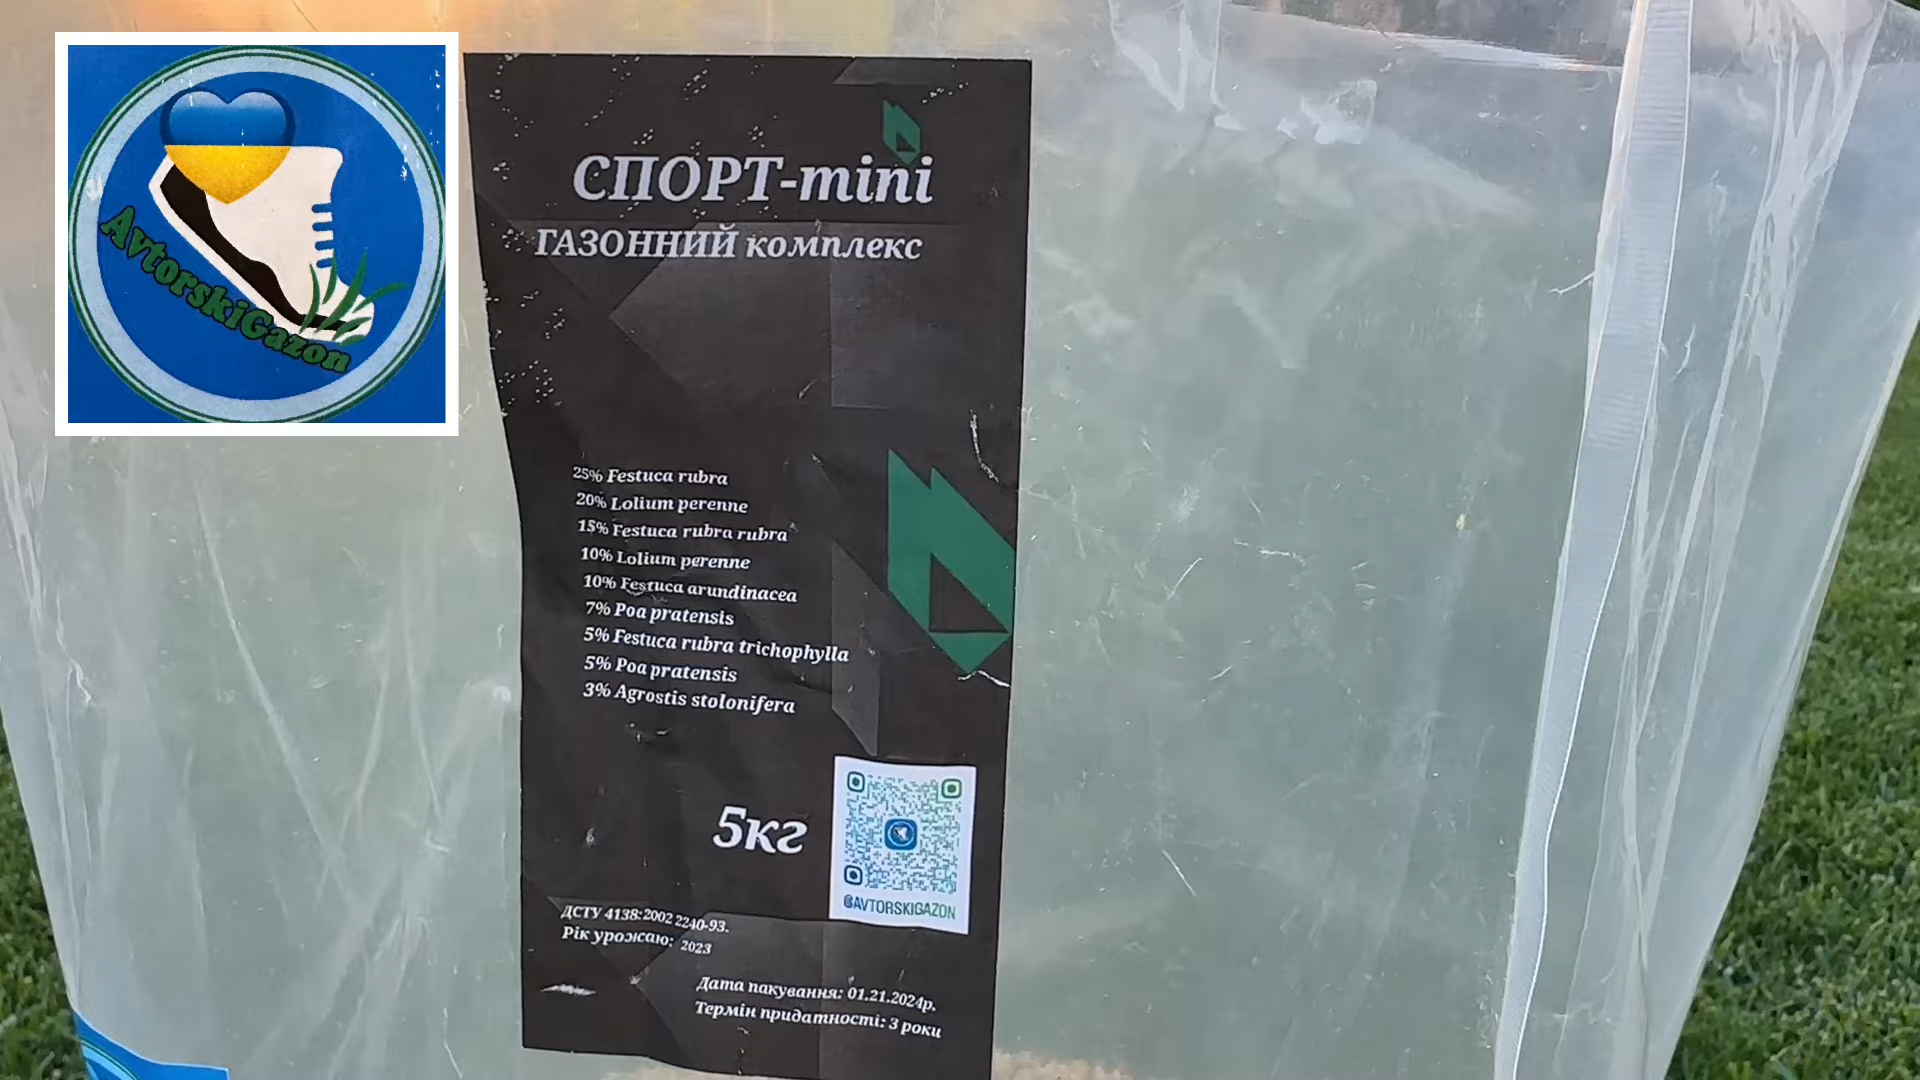 AvtorskiGazon
СПОРТ-mini
ГАЗОННИЙ комплекс
25% Festuca rubra
20% Lolium perenne
15% Festuca rubra rubra
10% Lolium perenne
10% Festuca arundinacea
7% Poa pratensis
5% Festuca rubra trichophylla
5% Poa pratensis
3% Agrostis stolonifera
5кг
@AVTORSKIGAZON
ДСТУ 4138:2002 2240-93.
Рік урожаю: 2023
Дата пакування: 01.21.2024р.
Термін придатності: 3 роки